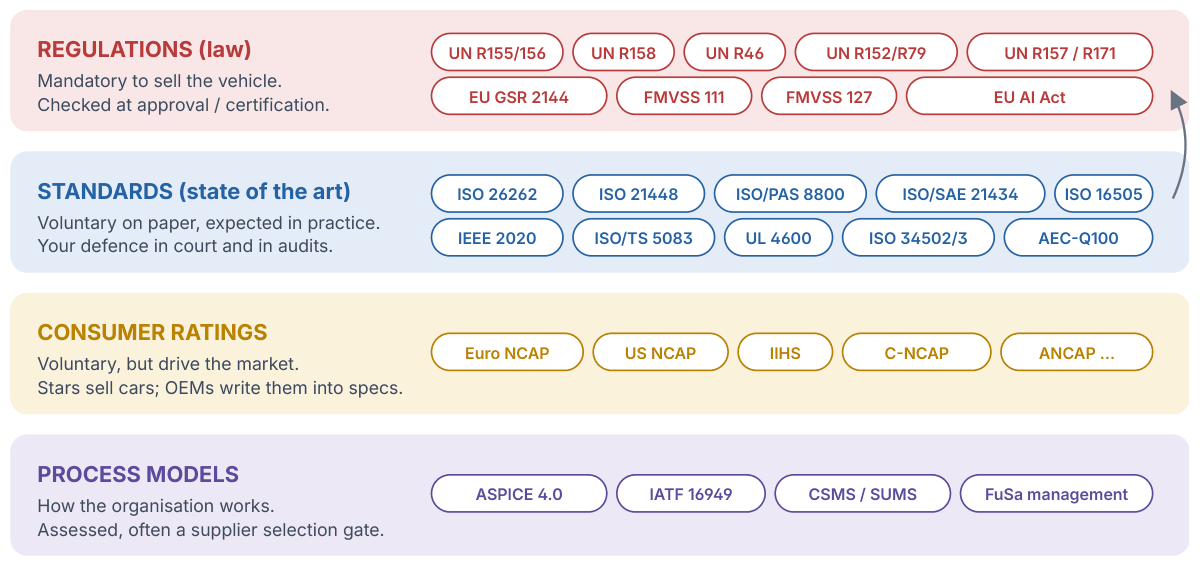 REGULATIONS (law)
Mandatory to sell the vehicle.
Checked at approval / certification.
UN R155/156
UN R158
UN R46
UN R152/R79
UN R157 / R171
EU GSR 2144
FMVSS 111
FMVSS 127
EU AI Act
STANDARDS (state of the art)
Voluntary on paper, expected in practice.
Your defence in court and in audits.
ISO 26262
ISO 21448
ISO/PAS 8800
ISO/SAE 21434
ISO 16505
IEEE 2020
ISO/TS 5083
UL 4600
ISO 34502/3
AEC-Q100
CONSUMER RATINGS
Voluntary, but drive the market.
Stars sell cars; OEMs write them into specs.
Euro NCAP
US NCAP
IIHS
C-NCAP
ANCAP ...
PROCESS MODELS
How the organisation works.
Assessed, often a supplier selection gate.
ASPICE 4.0
IATF 16949
CSMS / SUMS
FuSa management